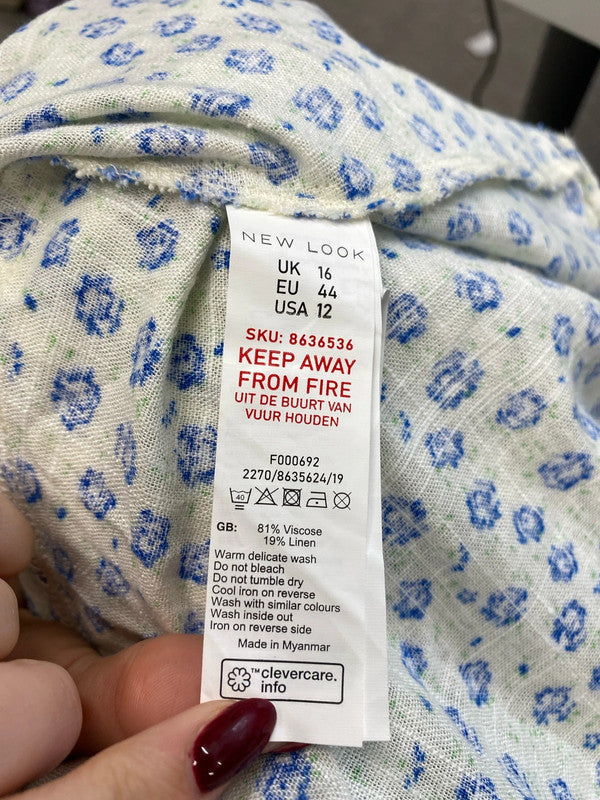 NEW LOOK
UK 16
EU 44
USA 12
SKU: 8636536
KEEP AWAY
FROM FIRE
UIT DE BUURT VAN
VUUR HOUDEN
F000692
2270/8635624/19
40
GB: 81% Viscose
19% Linen
Warm delicate wash
Do not bleach
Do not tumble dry
Cool iron on reverse
Wash with similar colours
Wash inside out
Iron on reverse side
Made in Myanmar
™ clevercare.
info